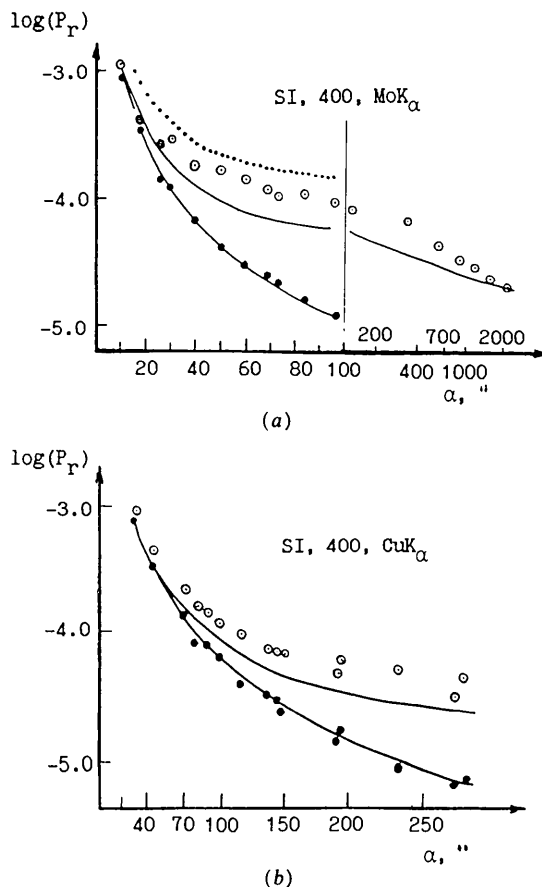 log(Pr)
-3.0
SI, 400, MoKα
-4.0
-5.0
200 700 2000
20 40 60 80 100 400 1000
α, "
(a)
log(Pr)
-3.0
SI, 400, CuKα
-4.0
-5.0
40 70 100 150 200 250
α, "
(b)